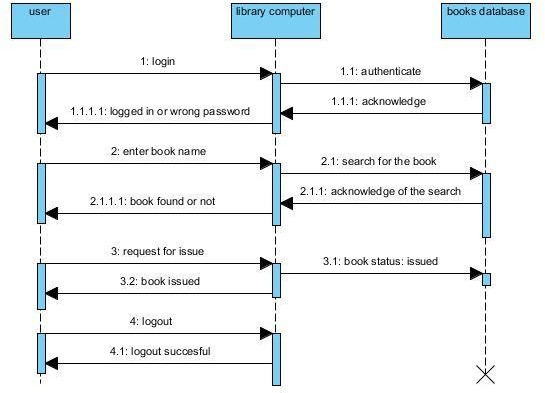 user
library computer
books database
1: login
1.1: authenticate
1.1.1: acknowledge
1.1.1.1: logged in or wrong password
2: enter book name
2.1: search for the book
2.1.1: acknowledge of the search
2.1.1.1: book found or not
3: request for issue
3.1: book status: issued
3.2: book issued
4: logout
4.1: logout succesful